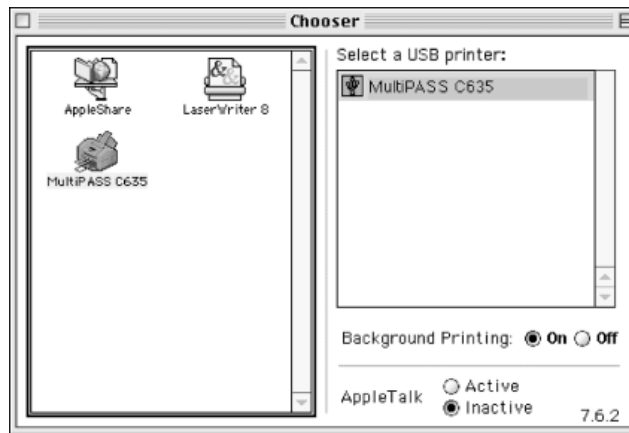 Chooser
AppleShare
LaserWriter 8
MultiPASS C635
Select a USB printer:
MultiPASS C635
Background Printing: On Off
AppleTalk
Active
Inactive
7.6.2